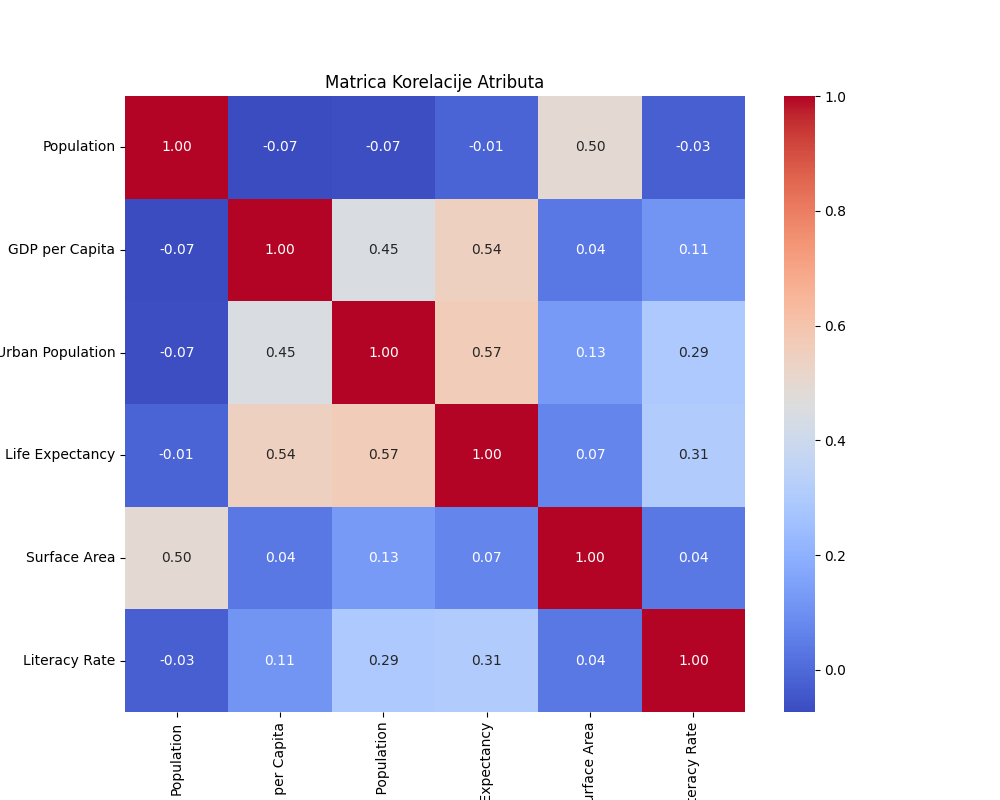 Matrica Korelacije Atributa
Population 1.00 -0.07 -0.07 -0.01 0.50 -0.03
GDP per Capita -0.07 1.00 0.45 0.54 0.04 0.11
Urban Population -0.07 0.45 1.00 0.57 0.13 0.29
Life Expectancy -0.01 0.54 0.57 1.00 0.07 0.31
Surface Area 0.50 0.04 0.13 0.07 1.00 0.04
Literacy Rate -0.03 0.11 0.29 0.31 0.04 1.00
Population
per Capita
Population
Expectancy
urface Area
teracy Rate
1.0
0.8
0.6
0.4
0.2
0.0